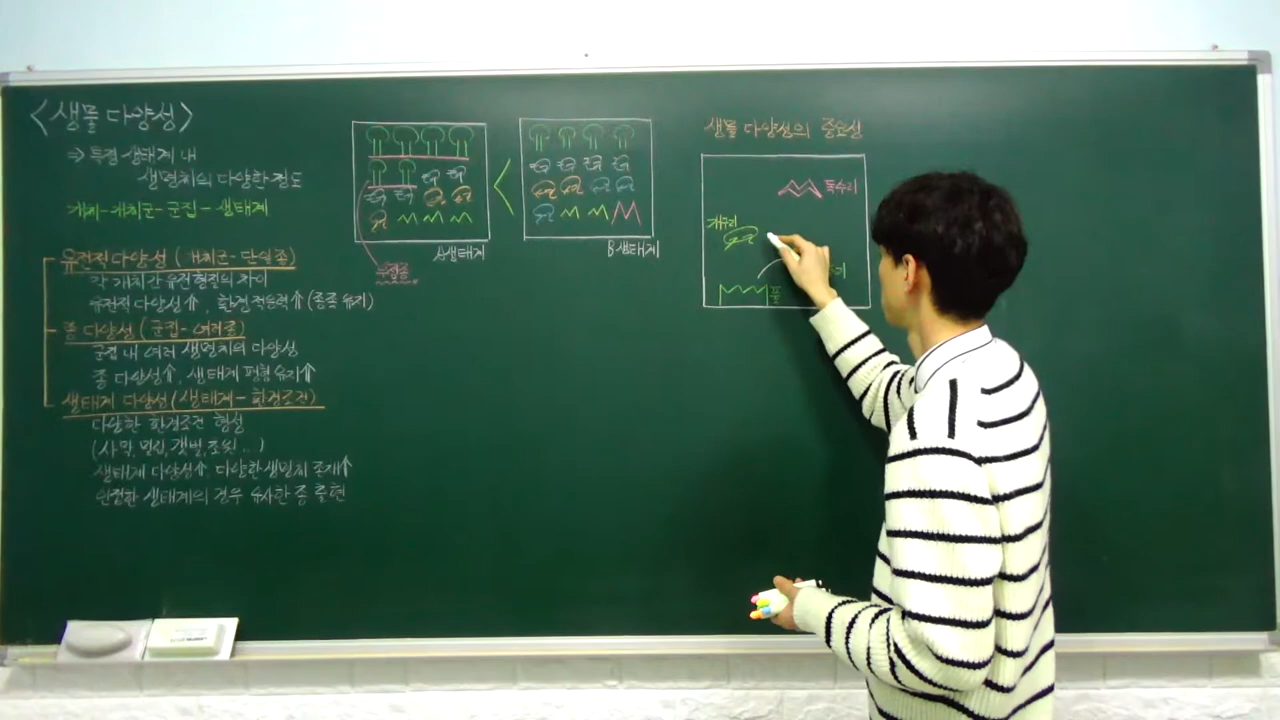 <생물 다양성>
⇒ 특정 생태계 내
생명체의 다양한 정도
개체-개체군-군집-생태계
유전적 다양성 (개체군-단일종)
각 개체간 유전형질의 차이
유전적 다양성⇑, 환경적응력⇑ (종족 유지)
종 다양성 (군집-여러종)
군집 내 여러 생명체의 다양성
종 다양성⇑, 생태계 평형 유지⇑
생태계 다양성 (생태계-환경조건)
다양한 환경조건 형성
(사막, 밀림, 갯벌, 초원...)
생태계 다양성⇑ 다양한 생명체 존재⇑
안정한 생태계의 경우 유사한 종 출현
<
A생태계
B생태계
우점종
생물 다양성의 중요성
독수리
개구리
풀